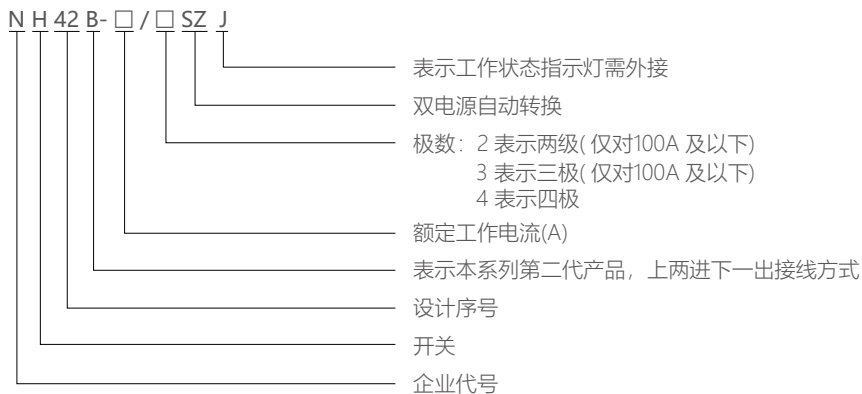 N H 42 B- □ / □ SZ J
表示工作状态指示灯需外接
双电源自动转换
极数：2 表示两级( 仅对100A 及以下)
3 表示三极( 仅对100A 及以下)
4 表示四极
额定工作电流(A)
表示本系列第二代产品，上两进下一出接线方式
设计序号
开关
企业代号